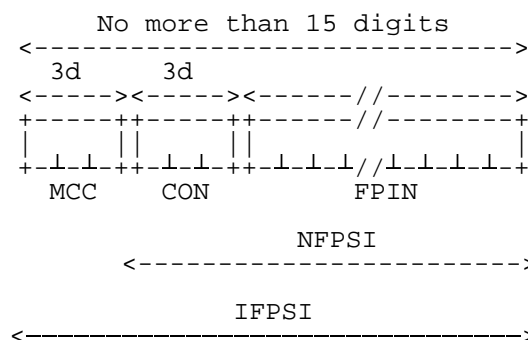 No more than 15 digits
<------------------------------->
3d 3d
<-----><-----><------//--------->
+-----++-----++------//---------+
| || || |
+-┴-┴-++-┴-┴-++-┴-┴-┴//┴-┴-┴-┴-+
MCC CON FPIN
NFPSI
<------------------------>
IFPSI
<------------------------------->